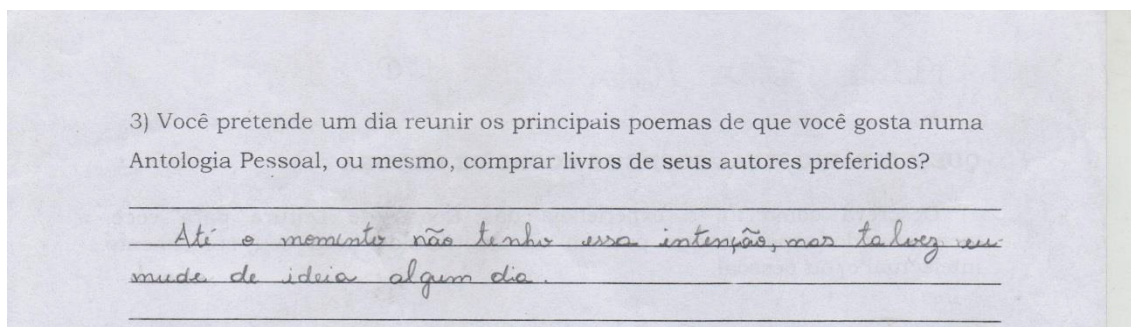 3) Você pretende um dia reunir os principais poemas de que você gosta numa
Antologia Pessoal, ou mesmo, comprar livros de seus autores preferidos?
Até o momento não tenho essa intenção, mas talvez eu
mude de ideia algum dia.